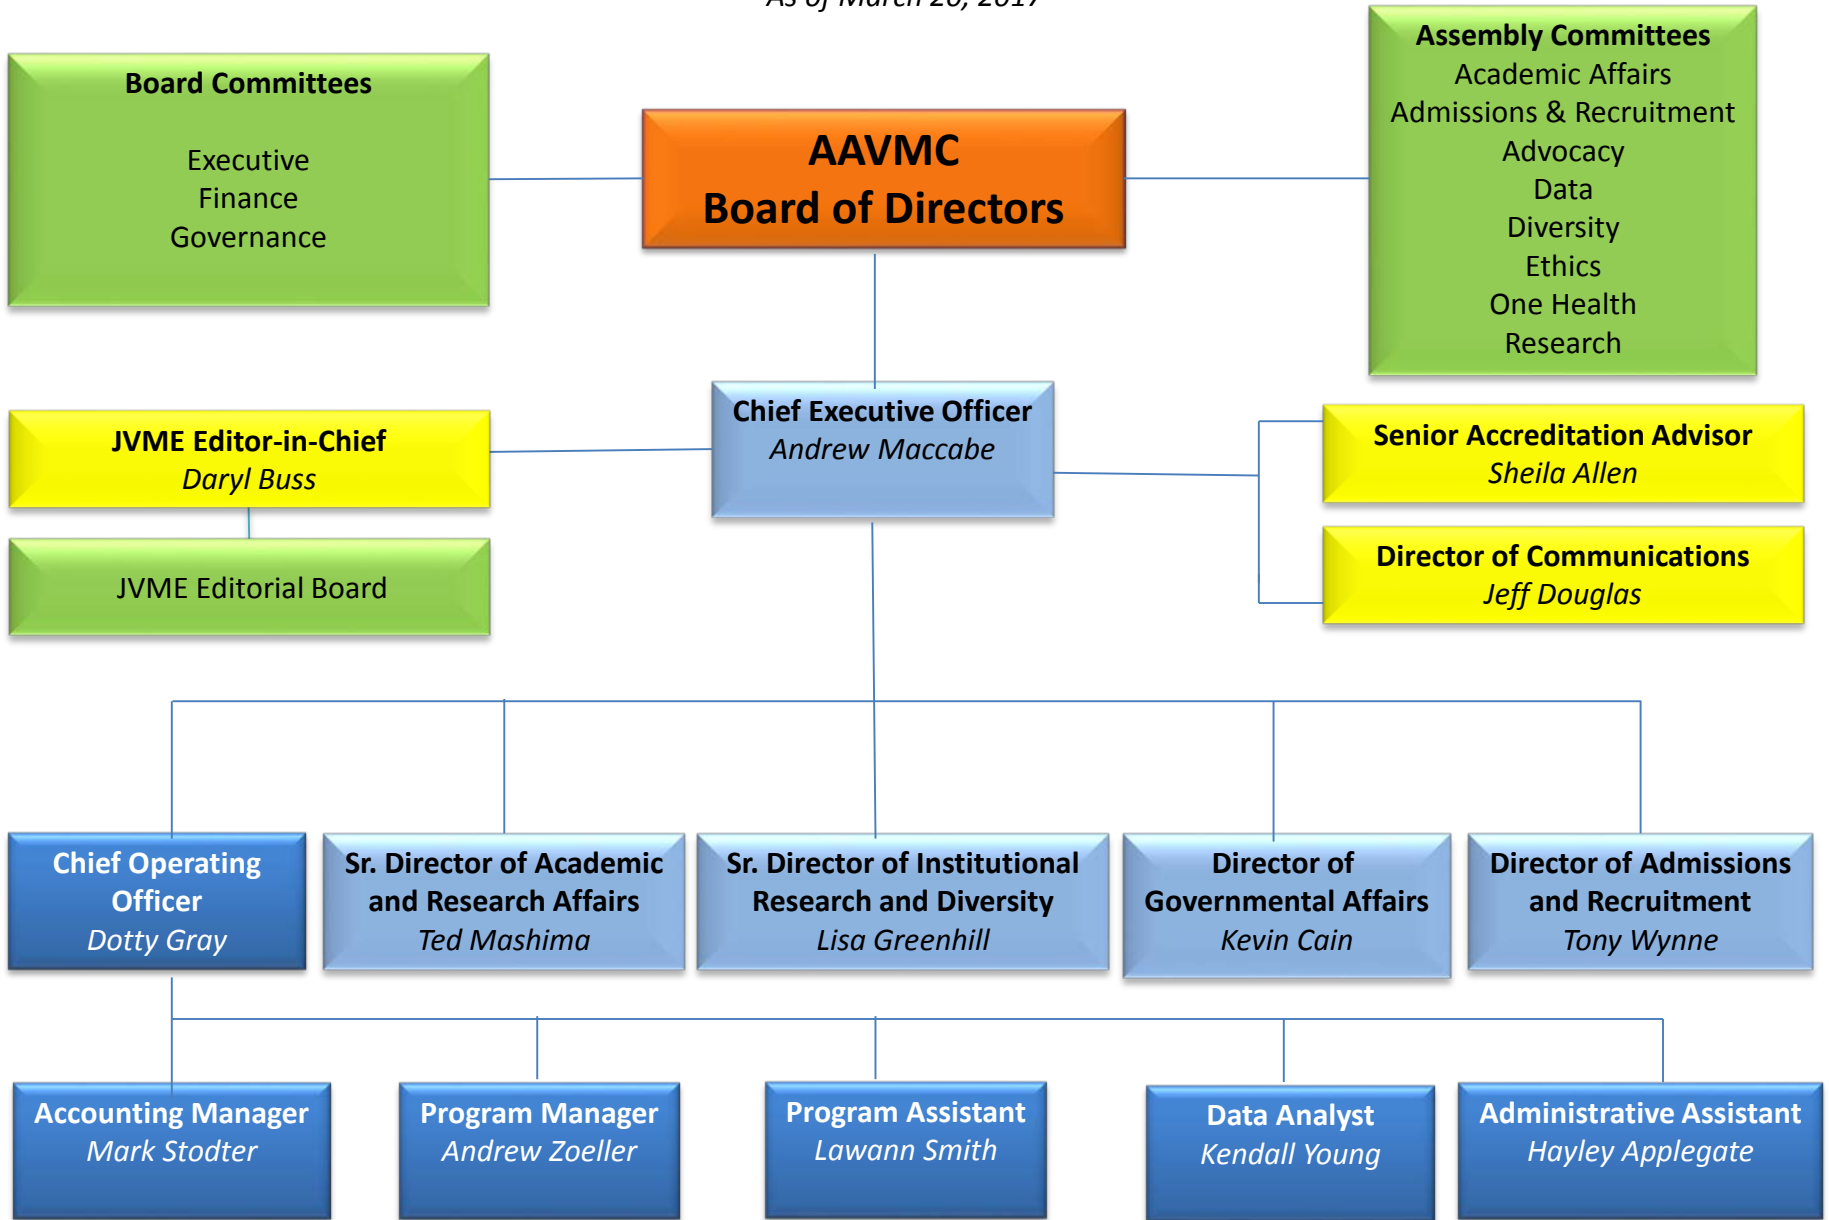 As of March 20, 2017
Board Committees
Executive
Finance
Governance
AAVMC
Board of Directors
Assembly Committees
Academic Affairs
Admissions & Recruitment
Advocacy
Data
Diversity
Ethics
One Health
Research
Chief Executive Officer
Andrew Maccabe
JVME Editor-in-Chief
Daryl Buss
JVME Editorial Board
Senior Accreditation Advisor
Sheila Allen
Director of Communications
Jeff Douglas
Chief Operating
Officer
Dotty Gray
Sr. Director of Academic
and Research Affairs
Ted Mashima
Sr. Director of Institutional
Research and Diversity
Lisa Greenhill
Director of
Governmental Affairs
Kevin Cain
Director of Admissions
and Recruitment
Tony Wynne
Accounting Manager
Mark Stodter
Program Manager
Andrew Zoeller
Program Assistant
Lawann Smith
Data Analyst
Kendall Young
Administrative Assistant
Hayley Applegate